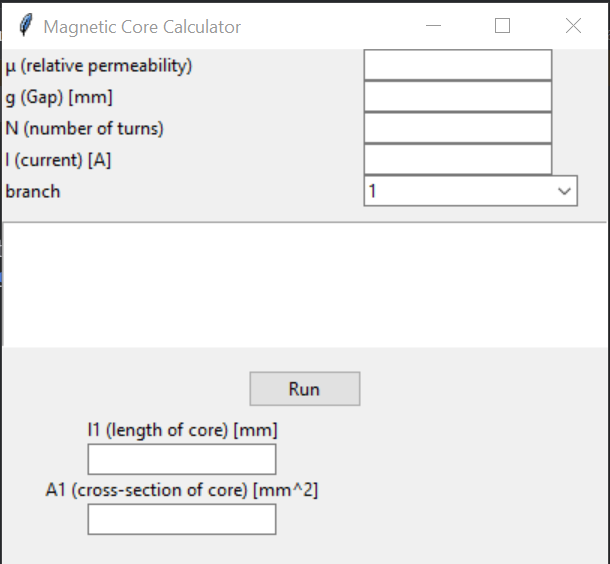 Magnetic Core Calculator
μ (relative permeability)
g (Gap) [mm]
N (number of turns)
I (current) [A]
branch
1
Run
l1 (length of core) [mm]
A1 (cross-section of core) [mm^2]